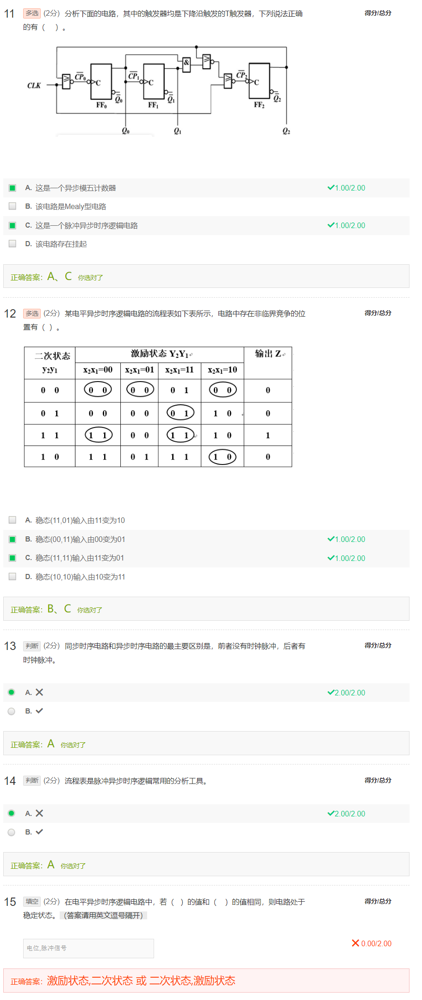 11 多选 (2分) 分析下面的电路，其中的触发器均是下降沿触发的T触发器，下列说法正确 得分/总分
的有（ ）。
& ≥
≥ CP0 CP1 ≥ CP2
CLK C C C
Q0 Q1 Q2
FF0 FF1 FF2
Q0 Q1 Q2
A. 这是一个异步模五计数器 1.00/2.00
B. 该电路是Mealy型电路
C. 这是一个脉冲异步时序逻辑电路 1.00/2.00
D. 该电路存在挂起
正确答案：A、C 你选对了
12 多选 (2分) 某电平异步时序逻辑电路的流程表如下表所示，电路中存在非临界竞争的位 得分/总分
置有（ ）。
二次状态 激励状态 Y2Y1 输出 Z
y2y1 x2x1=00 x2x1=01 x2x1=11 x2x1=10
0 0 0 0 0 0 0 1 0 0 0
0 1 0 0 0 0 0 1 1 0 0
1 1 1 1 0 0 1 1 1 0 1
1 0 1 1 0 1 1 1 1 0 0
A. 稳态(11,01)输入由11变为10
B. 稳态(00,11)输入由00变为01 1.00/2.00
C. 稳态(11,11)输入由11变为01 1.00/2.00
D. 稳态(10,10)输入由10变为11
正确答案：B、C 你选对了
13 判断 (2分) 同步时序电路和异步时序电路的最主要区别是，前者没有时钟脉冲，后者有 得分/总分
时钟脉冲。
A. 2.00/2.00
B.
正确答案：A 你选对了
14 判断 (2分) 流程表是脉冲异步时序逻辑常用的分析工具。 得分/总分
A. 2.00/2.00
B.
正确答案：A 你选对了
15 填空 (2分) 在电平异步时序逻辑电路中，若（ ）的值和（ ）的值相同，则电路处于 得分/总分
稳定状态。（答案请用英文逗号隔开）
电位,脉冲信号 0.00/2.00
正确答案：激励状态,二次状态 或 二次状态,激励状态